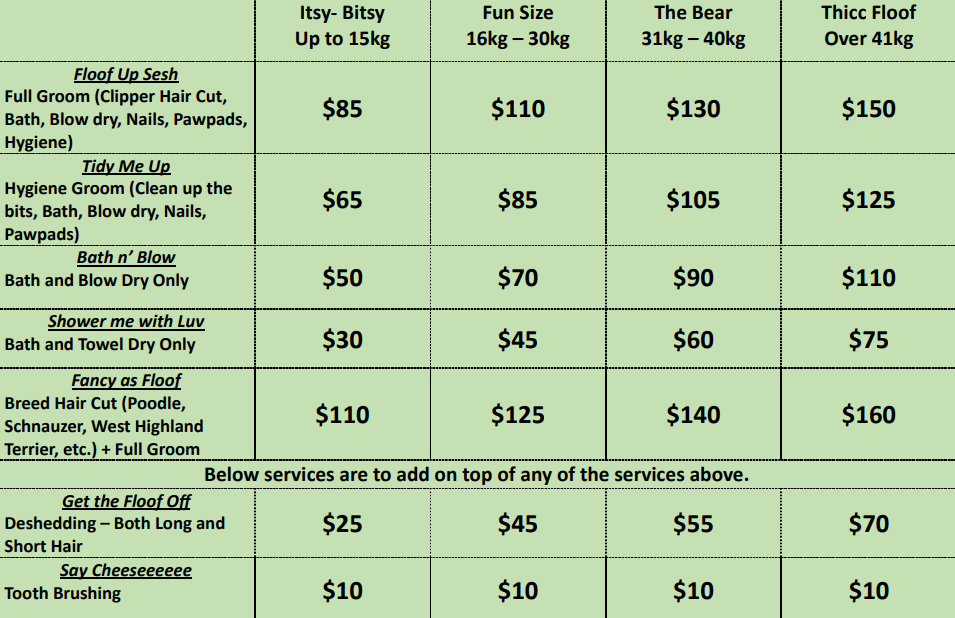 Itsy- Bitsy Fun Size The Bear Thicc Floof
Up to 15kg 16kg – 30kg 31kg – 40kg Over 41kg
Floof Up Sesh
Full Groom (Clipper Hair Cut,
Bath, Blow dry, Nails, Pawpads,
Hygiene)
$85 $110 $130 $150
Tidy Me Up
Hygiene Groom (Clean up the
bits, Bath, Blow dry, Nails,
Pawpads)
$65 $85 $105 $125
Bath n’ Blow
Bath and Blow Dry Only
$50 $70 $90 $110
Shower me with Luv
Bath and Towel Dry Only
$30 $45 $60 $75
Fancy as Floof
Breed Hair Cut (Poodle,
Schnauzer, West Highland
Terrier, etc.) + Full Groom
$110 $125 $140 $160
Below services are to add on top of any of the services above.
Get the Floof Off
Deshedding – Both Long and
Short Hair
$25 $45 $55 $70
Say Cheeseeeeee
Tooth Brushing
$10 $10 $10 $10